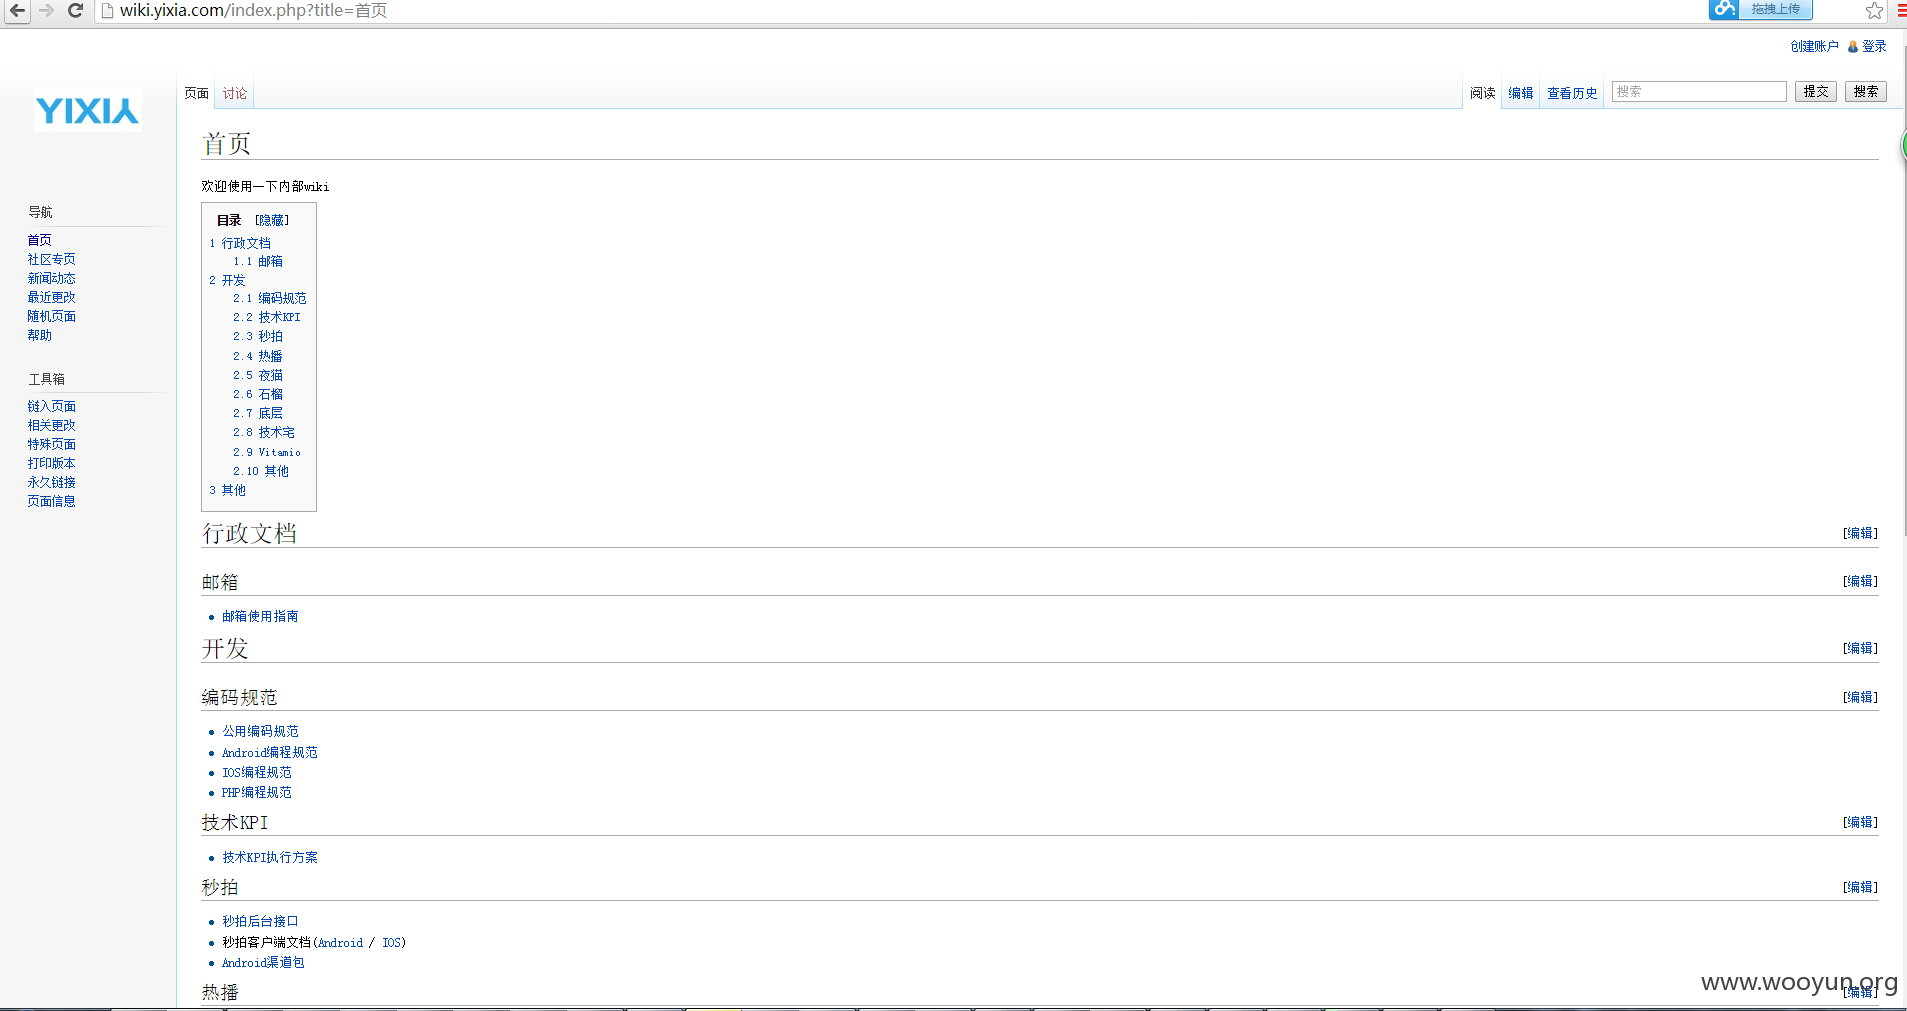 wiki.yixia.com/index.php?title=首页
拖拽上传
创建账户 登录
YIXIA
页面 讨论
阅读 编辑 查看历史 搜索 提交 搜索
首页
欢迎使用一下内部wiki
导航
首页
社区专页
新闻动态
最近更改
随机页面
帮助
工具箱
链入页面
相关更改
特殊页面
打印版本
永久链接
页面信息
目录 [隐藏]
1 行政文档
1.1 邮箱
2 开发
2.1 编码规范
2.2 技术KPI
2.3 秒拍
2.4 热播
2.5 夜猫
2.6 石榴
2.7 底层
2.8 技术宅
2.9 Vitamio
2.10 其他
3 其他
行政文档 [编辑]
邮箱 [编辑]
邮箱使用指南
开发 [编辑]
编码规范 [编辑]
公用编码规范
Android编程规范
IOS编程规范
PHP编程规范
技术KPI [编辑]
技术KPI执行方案
秒拍 [编辑]
秒拍后台接口
秒拍客户端文档(Android / IOS)
Android渠道包
热播 [编辑]
www.wooyun.org